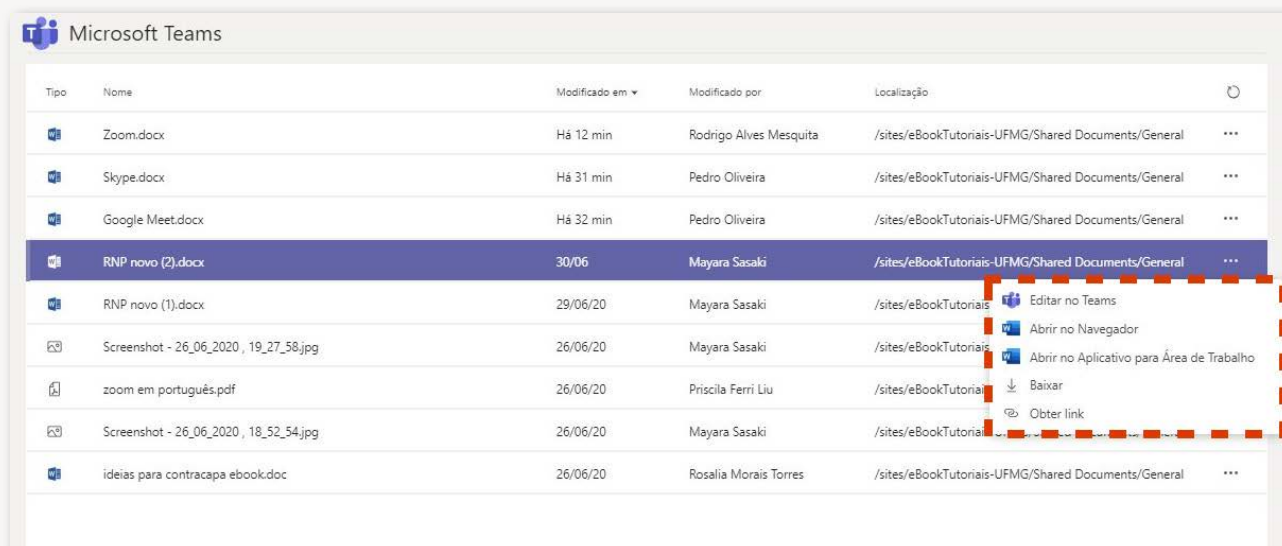 Microsoft Teams
Tipo Nome Modificado em Modificado por Localização
Zoom.docx Há 12 min Rodrigo Alves Mesquita /sites/eBookTutoriais-UFMG/Shared Documents/General ...
Skype.docx Há 31 min Pedro Oliveira /sites/eBookTutoriais-UFMG/Shared Documents/General ...
Google Meet.docx Há 32 min Pedro Oliveira /sites/eBookTutoriais-UFMG/Shared Documents/General ...
RNP novo (2).docx 30/06 Mayara Sasaki /sites/eBookTutoriais-UFMG/Shared Documents/General ...
RNP novo (1).docx 29/06/20 Mayara Sasaki /sites/eBookTutoriais
Editar no Teams
Abrir no Navegador
Screenshot - 26_06_2020 , 19_27_58.jpg 26/06/20 Mayara Sasaki /sites/eBookTutoriais
Abrir no Aplicativo para Área de Trabalho
zoom em português.pdf 26/06/20 Priscila Ferri Liu /sites/eBookTutoriai
Baixar
Obter link
Screenshot - 26_06_2020 , 18_52_54.jpg 26/06/20 Mayara Sasaki /sites/eBookTutoriai
ideias para contracapa ebook.doc 26/06/20 Rosalia Morais Torres /sites/eBookTutoriais-UFMG/Shared Documents/General ...